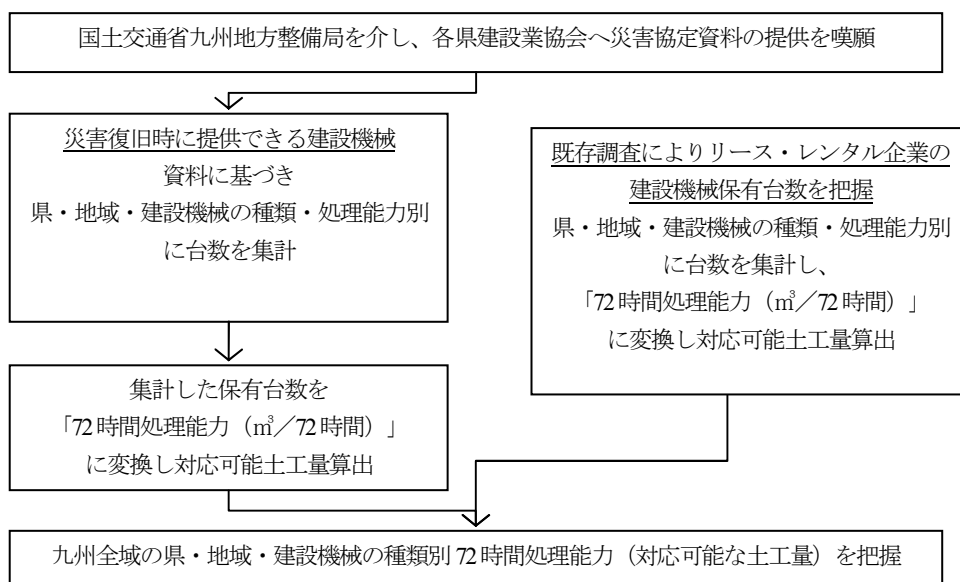 国土交通省九州地方整備局を介し、各県建設業協会へ災害協定資料の提供を嘆願
災害復旧時に提供できる建設機械
資料に基づき
県・地域・建設機械の種類・処理能力別
に台数を集計
既存調査によりリース・レンタル企業の
建設機械保有台数を把握
県・地域・建設機械の種類・処理能力別
に台数を集計し、
「72時間処理能力（㎥／72時間）」
に変換し対応可能土工量算出
集計した保有台数を
「72時間処理能力（㎥／72時間）」
に変換し対応可能土工量算出
九州全域の県・地域・建設機械の種類別72時間処理能力（対応可能な土工量）を把握